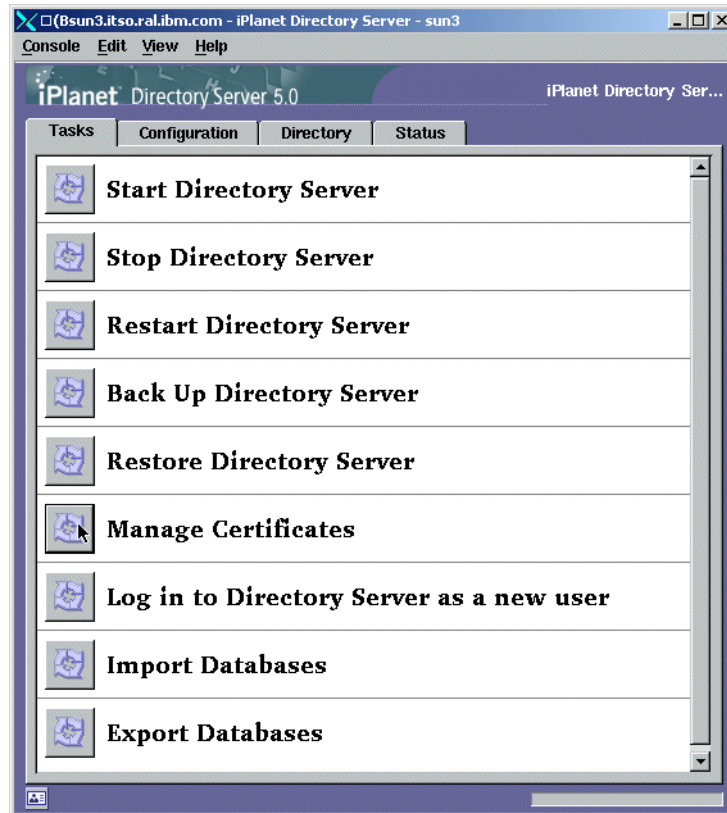 □(Bsun3.itso.ral.ibm.com - iPlanet Directory Server - sun3
Console Edit View Help
iPlanet Directory Server 5.0
iPlanet Directory Ser...
Tasks Configuration Directory Status
Start Directory Server
Stop Directory Server
Restart Directory Server
Back Up Directory Server
Restore Directory Server
Manage Certificates
Log in to Directory Server as a new user
Import Databases
Export Databases